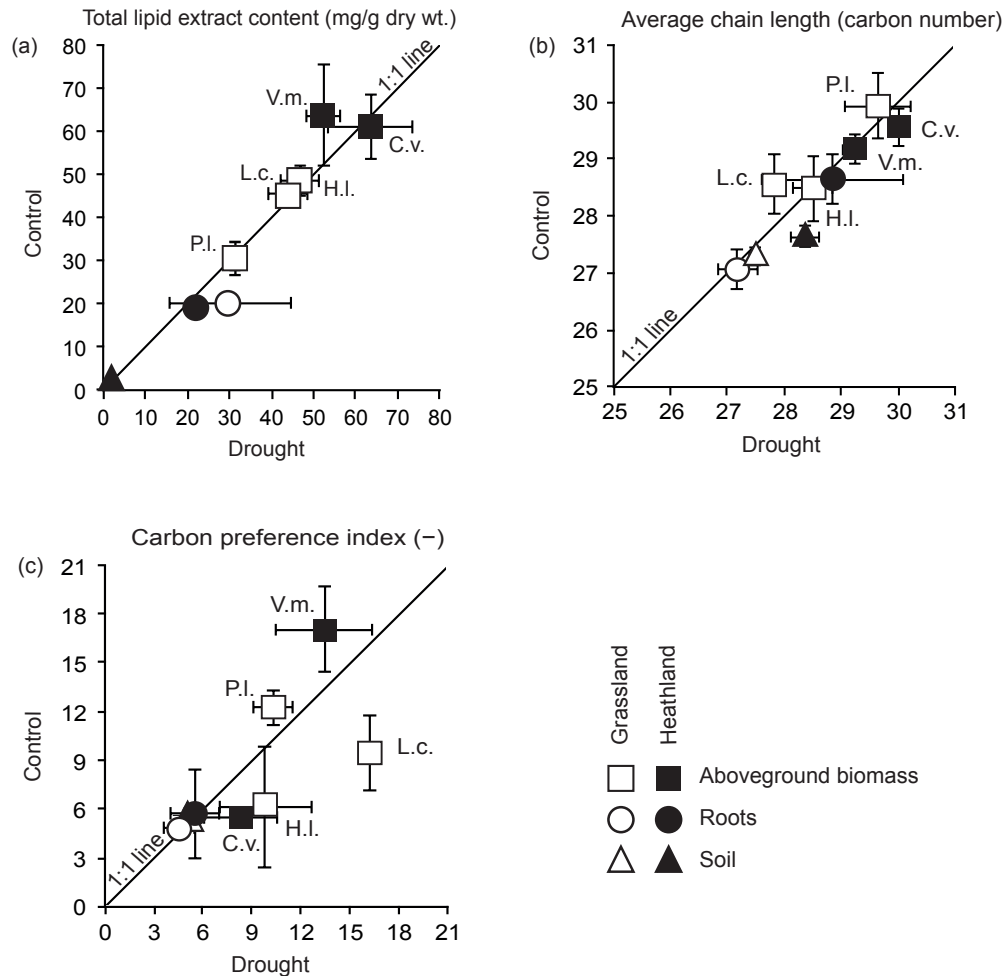 Total lipid extract content (mg/g dry wt.)
(a)
80
70
60
50
40
30
20
10
0
Control
1:1 line
V.m.
C.v.
L.c.
H.l.
P.l.
0 10 20 30 40 50 60 70 80
Drought
Average chain length (carbon number)
(b)
31
30
29
28
27
26
25
Control
P.l.
C.v.
V.m.
L.c.
H.l.
1:1 line
25 26 27 28 29 30 31
Drought
Carbon preference index (–)
(c)
21
18
15
12
9
6
3
0
Control
V.m.
P.l.
L.c.
H.l.
C.v.
1:1 line
0 3 6 9 12 15 18 21
Drought
Grassland
Heathland
Aboveground biomass
Roots
Soil